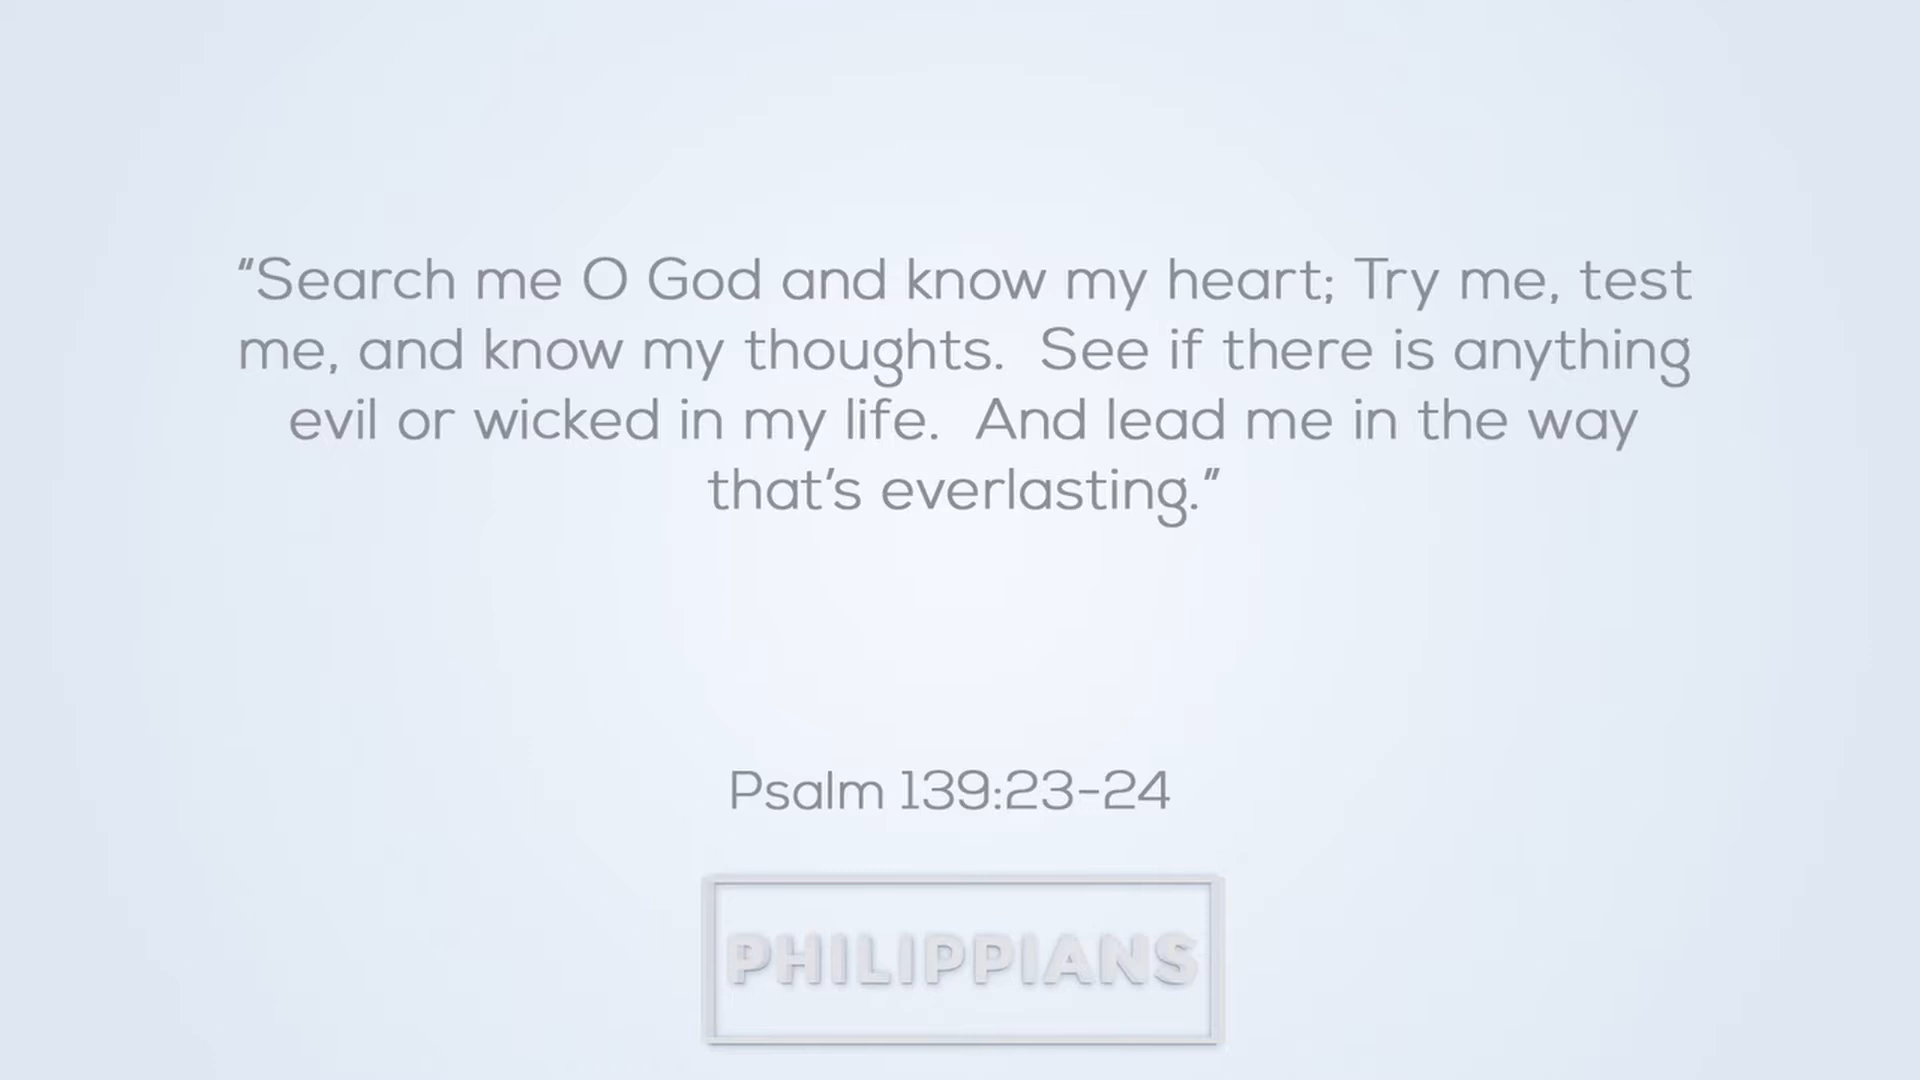 “Search me O God and know my heart; Try me, test
me, and know my thoughts.  See if there is anything
evil or wicked in my life.  And lead me in the way
that’s everlasting.”
Psalm 139:23-24
PHILIPPIANS